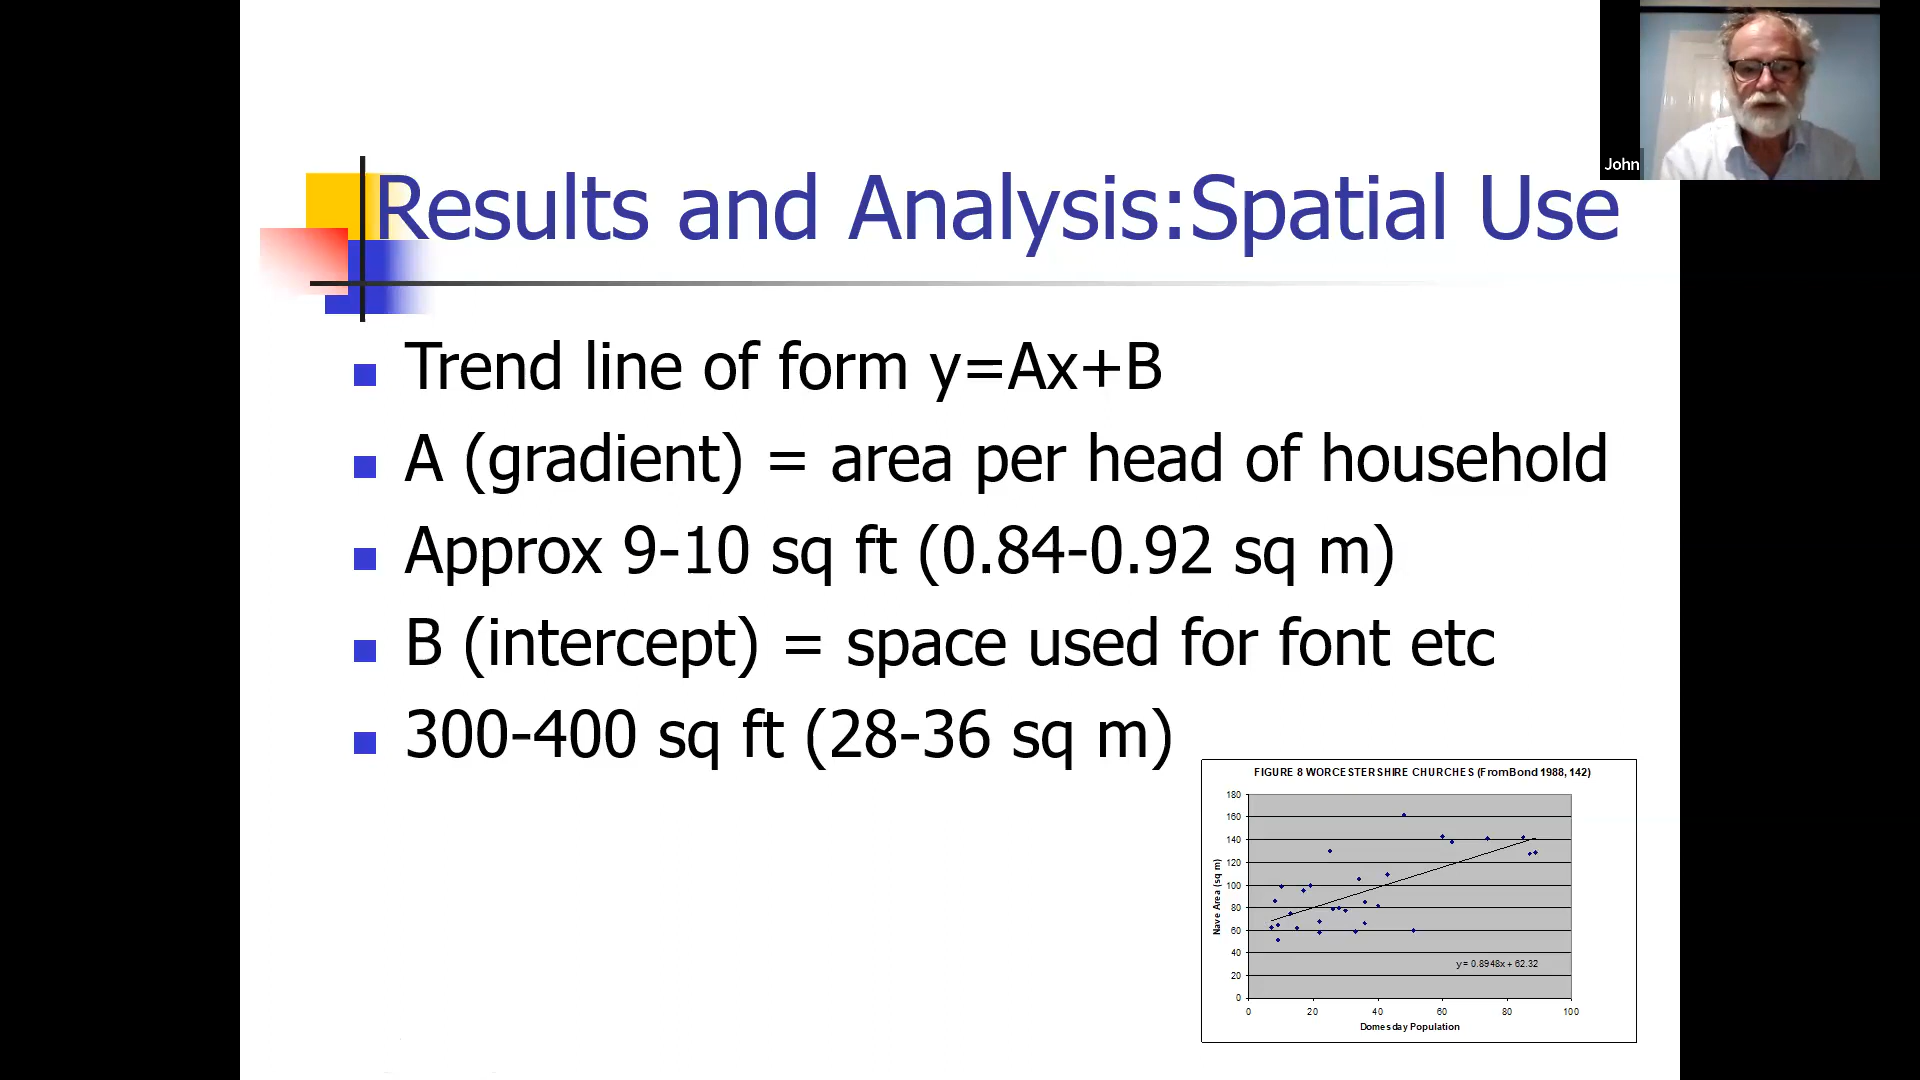 Results and Analysis:Spatial Use
Trend line of form y=Ax+B
A (gradient) = area per head of household
Approx 9-10 sq ft (0.84-0.92 sq m)
B (intercept) = space used for font etc
300-400 sq ft (28-36 sq m)
John
FIGURE 8 WORCESTERSHIRE CHURCHES (From Bond 1988, 142)
Nave Area (sq m)
180
160
140
120
100
80
60
40
20
0
y = 0.8948x + 62.32
0 20 40 60 80 100
Domesday Population